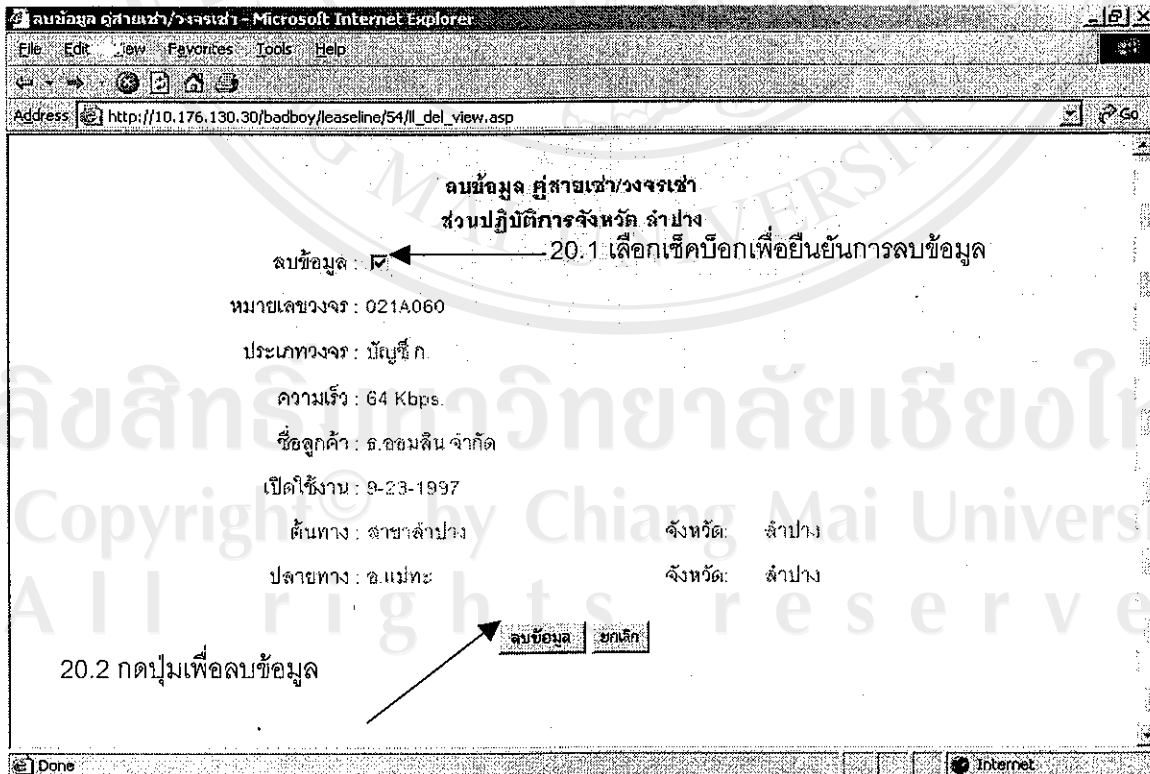 ลบข้อมูล คู่สายเช่า/วงจรเช่า - Microsoft Internet Explorer
File Edit View Favorites Tools Help
Address http://10.176.130.30/badboy/leaseline/54/ll_del_view.asp Go
ลบข้อมูล คู่สายเช่า/วงจรเช่า
ส่วนปฏิบัติการจังหวัด ลำปาง
ลบข้อมูล : 20.1 เลือกเช็คบ็อกเพื่อยืนยันการลบข้อมูล
หมายเลขวงจร : 021A060
ประเภทวงจร : บัญชี ก.
ความเร็ว : 64 Kbps.
ชื่อลูกค้า : ธ.ออมสิน จำกัด
เปิดใช้งาน : 9-23-1997
ต้นทาง : สาขาลำปาง จังหวัด: ลำปาง
ปลายทาง : อ.แม่ทะ จังหวัด: ลำปาง
ลบข้อมูล ยกเลิก
20.2 กดปุ่มเพื่อลบข้อมูล
Done Internet
MAI UNIVERSIT
ลิขสิทธิ์มหาวิทยาลัยเชียงให
Copyright© by Chiang Mai Univers
All rights reserve